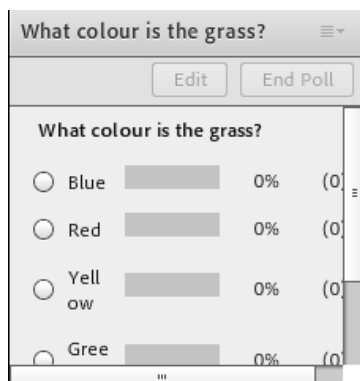 What colour is the grass?
Edit End Poll
What colour is the grass?
Blue 0% (0)
Red 0% (0)
Yell
ow 0% (0)
Gree 0% (0)